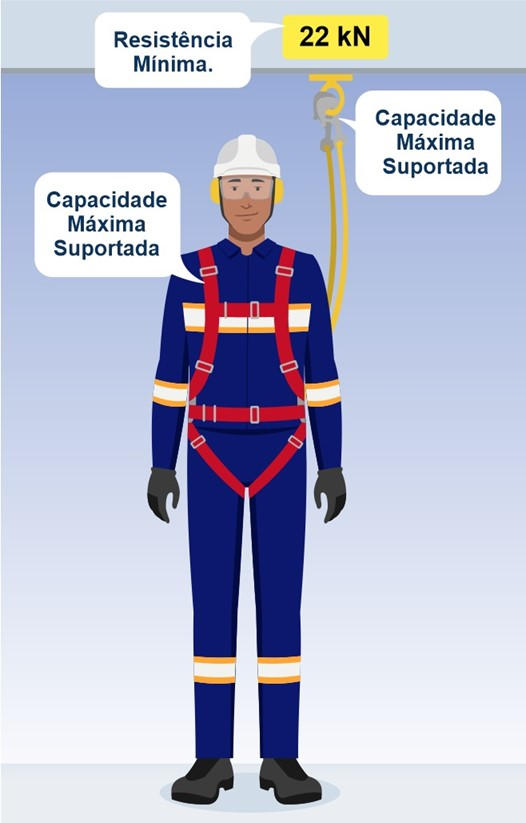 Resistência
Mínima.
22 kN
Capacidade
Máxima
Suportada
Capacidade
Máxima
Suportada